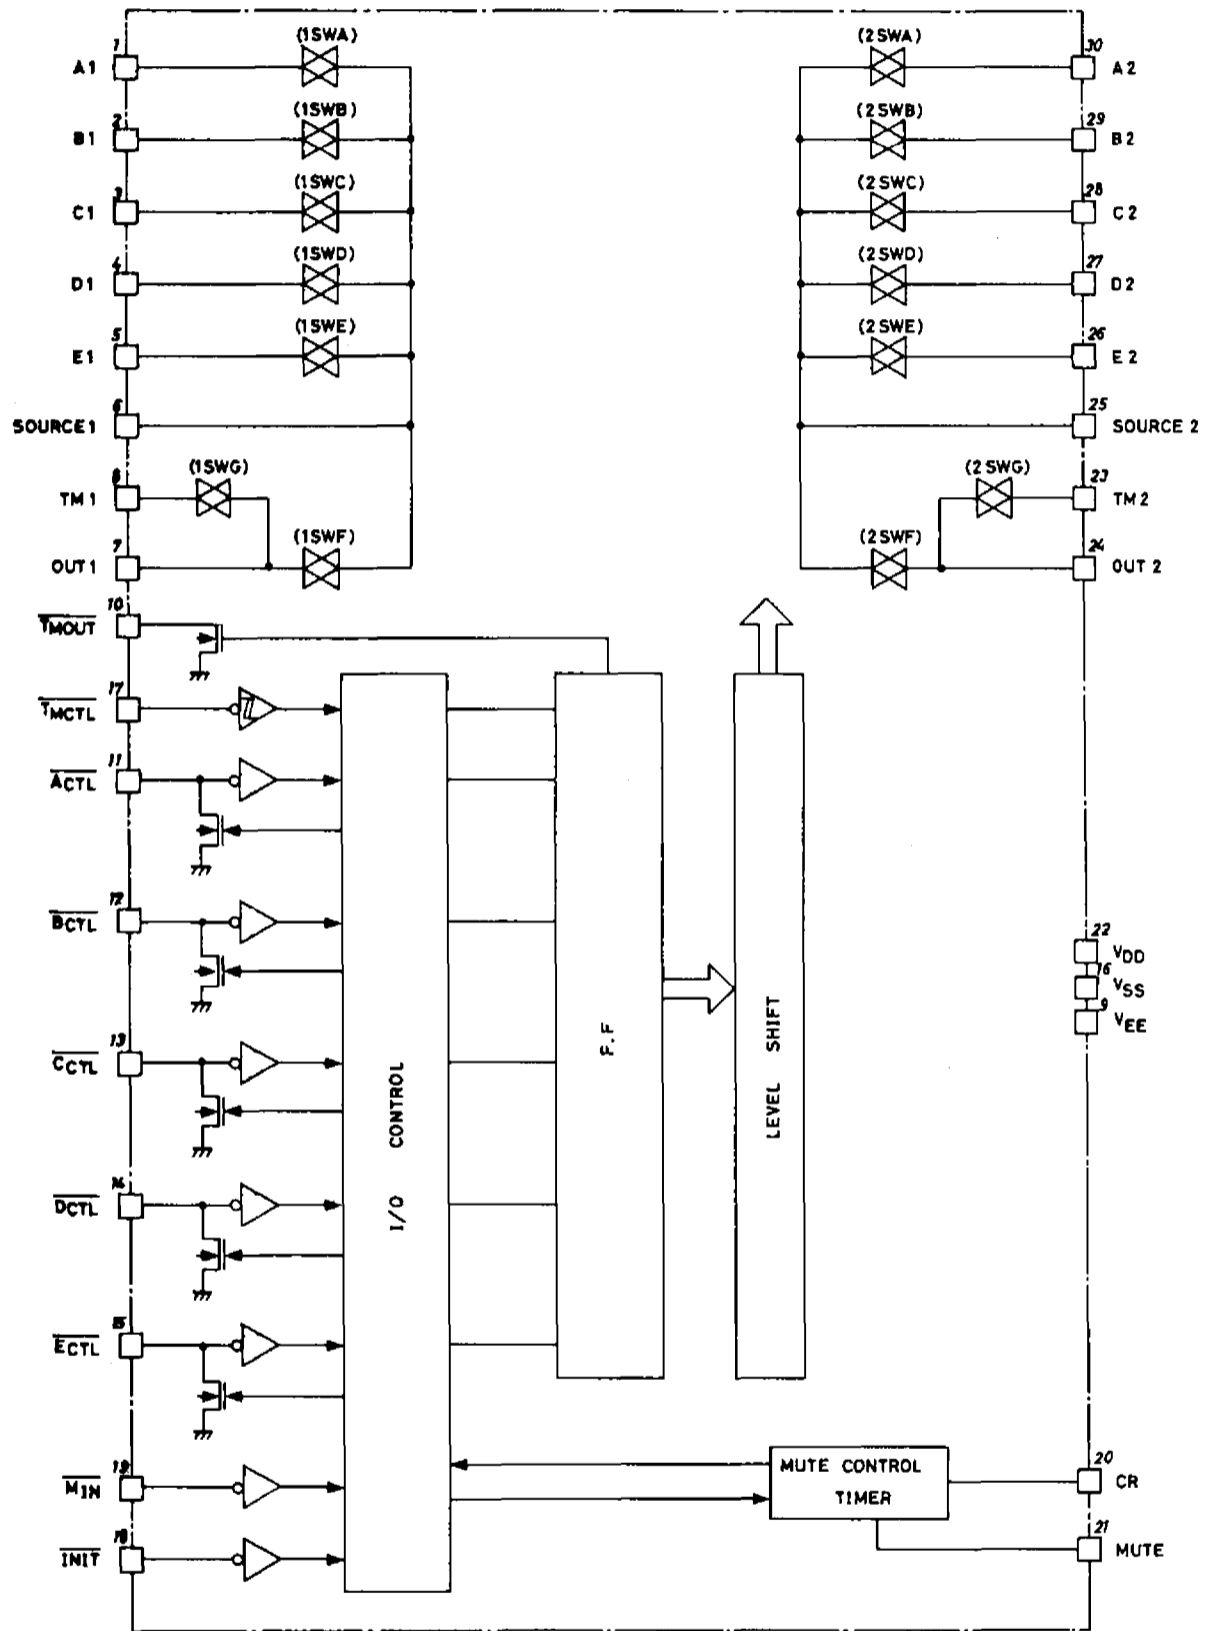 (1SWA) (2SWA)
1 30
A1 A2
(1SWB) (2SWB)
2 29
B1 B2
(1SWC) (2SWC)
3 28
C1 C2
(1SWD) (2SWD)
4 27
D1 D2
(1SWE) (2SWE)
5 26
E1 E2
6 25
SOURCE1 SOURCE 2
(1SWG) (2SWG)
8 23
TM1 TM2
(1SWF) (2SWF)
7 24
OUT1 OUT2
10
TMOUT
17
TMCTL
11
ACTL
12
BCTL
22
VDD
16
VSS
9
VEE
13
CCTL
I/O CONTROL
F.F
LEVEL SHIFT
14
DCTL
15
ECTL
19
MIN
MUTE CONTROL
TIMER
20
CR
18
INIT
21
MUTE